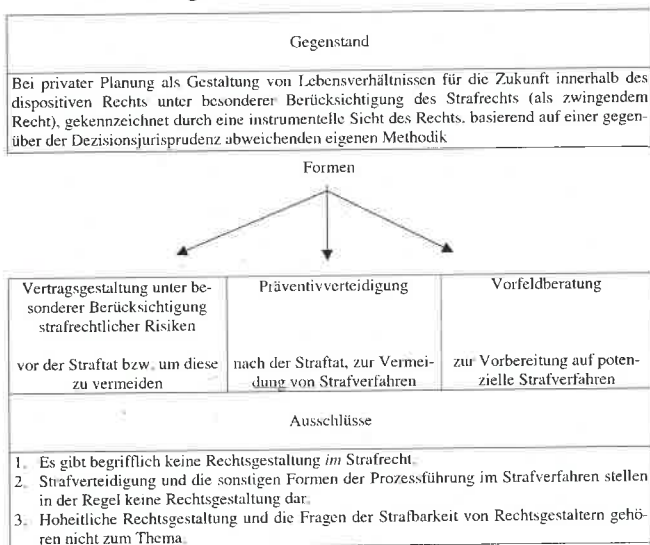 Gegenstand
Bei privater Planung als Gestaltung von Lebensverhältnissen für die Zukunft innerhalb des
dispositiven Rechts unter besonderer Berücksichtigung des Strafrechts (als zwingendem
Recht), gekennzeichnet durch eine instrumentelle Sicht des Rechts, basierend auf einer gegen-
über der Dezisionsjurisprudenz abweichenden eigenen Methodik
Formen
Vertragsgestaltung unter be-
sonderer Berücksichtigung
strafrechtlicher Risiken
vor der Straftat bzw. um diese
zu vermeiden
Präventivverteidigung
nach der Straftat, zur Vermei-
dung von Strafverfahren
Vorfeldberatung
zur Vorbereitung auf poten-
zielle Strafverfahren
Ausschlüsse
1. Es gibt begrifflich keine Rechtsgestaltung im Strafrecht.
2. Strafverteidigung und die sonstigen Formen der Prozessführung im Strafverfahren stellen
in der Regel keine Rechtsgestaltung dar.
3. Hoheitliche Rechtsgestaltung und die Fragen der Strafbarkeit von Rechtsgestaltern gehö-
ren nicht zum Thema.